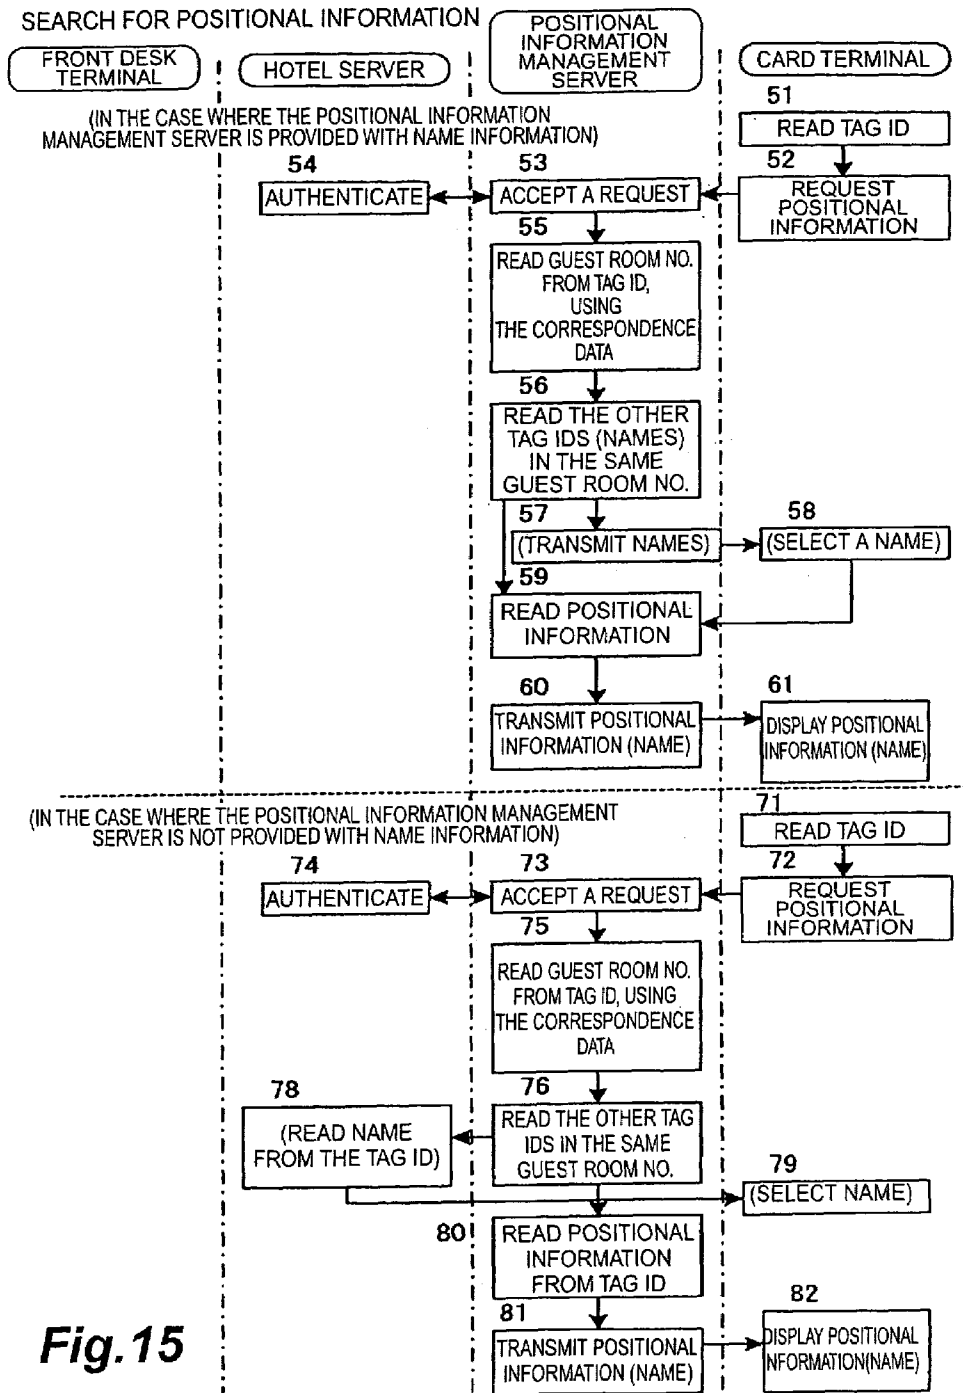 SEARCH FOR POSITIONAL INFORMATION
FRONT DESK
TERMINAL
HOTEL SERVER
POSITIONAL
INFORMATION
MANAGEMENT
SERVER
CARD TERMINAL
(IN THE CASE WHERE THE POSITIONAL INFORMATION
MANAGEMENT SERVER IS PROVIDED WITH NAME INFORMATION)
51
READ TAG ID
52
REQUEST
POSITIONAL
INFORMATION
53
ACCEPT A REQUEST
54
AUTHENTICATE
55
READ GUEST ROOM NO.
FROM TAG ID,
USING
THE CORRESPONDENCE
DATA
56
READ THE OTHER
TAG IDS (NAMES)
IN THE SAME
GUEST ROOM NO.
57
(TRANSMIT NAMES)
58
(SELECT A NAME)
59
READ POSITIONAL
INFORMATION
60
TRANSMIT POSITIONAL
INFORMATION (NAME)
61
DISPLAY POSITIONAL
INFORMATION (NAME)
(IN THE CASE WHERE THE POSITIONAL INFORMATION MANAGEMENT
SERVER IS NOT PROVIDED WITH NAME INFORMATION)
71
READ TAG ID
72
REQUEST
POSITIONAL
INFORMATION
73
ACCEPT A REQUEST
74
AUTHENTICATE
75
READ GUEST ROOM NO.
FROM TAG ID, USING
THE CORRESPONDENCE
DATA
76
READ THE OTHER TAG
IDS IN THE SAME
GUEST ROOM NO.
78
(READ NAME
FROM THE TAG ID)
79
(SELECT NAME)
80
READ POSITIONAL
INFORMATION
FROM TAG ID
81
TRANSMIT POSITIONAL
INFORMATION (NAME)
82
DISPLAY POSITIONAL
NFORMATION(NAME)
Fig.15